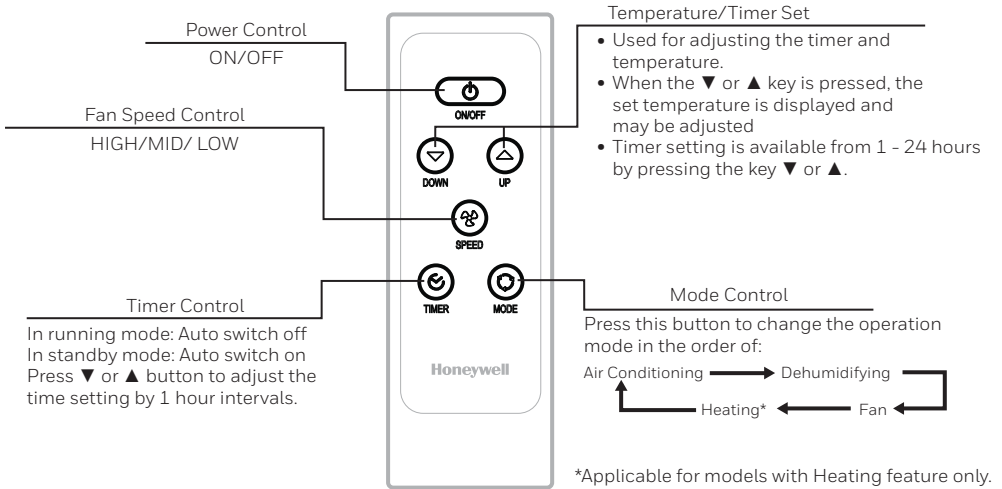 Power Control
ON/OFF
Fan Speed Control
HIGH/MID/ LOW
Timer Control
In running mode: Auto switch off
In standby mode: Auto switch on
Press ▼ or ▲ button to adjust the
time setting by 1 hour intervals.
ON/OFF
DOWN
UP
SPEED
TIMER
MODE
Honeywell
Temperature/Timer Set
• Used for adjusting the timer and
temperature.
• When the ▼ or ▲ key is pressed, the
set temperature is displayed and
may be adjusted
• Timer setting is available from 1 - 24 hours
by pressing the key ▼ or ▲.
Mode Control
Press this button to change the operation
mode in the order of:
Air Conditioning
Dehumidifying
Heating*
Fan
*Applicable for models with Heating feature only.